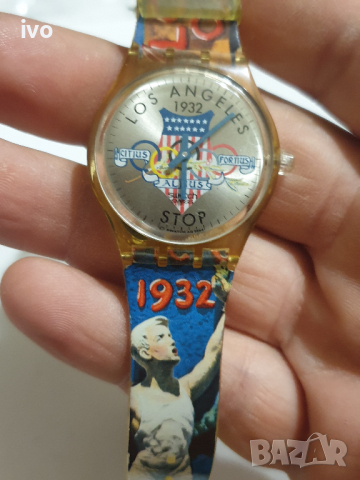 ivo
LOS ANGELES
1932
CITIUS
FORTIUS
ALTIUS
STOP
1932
BAZAR